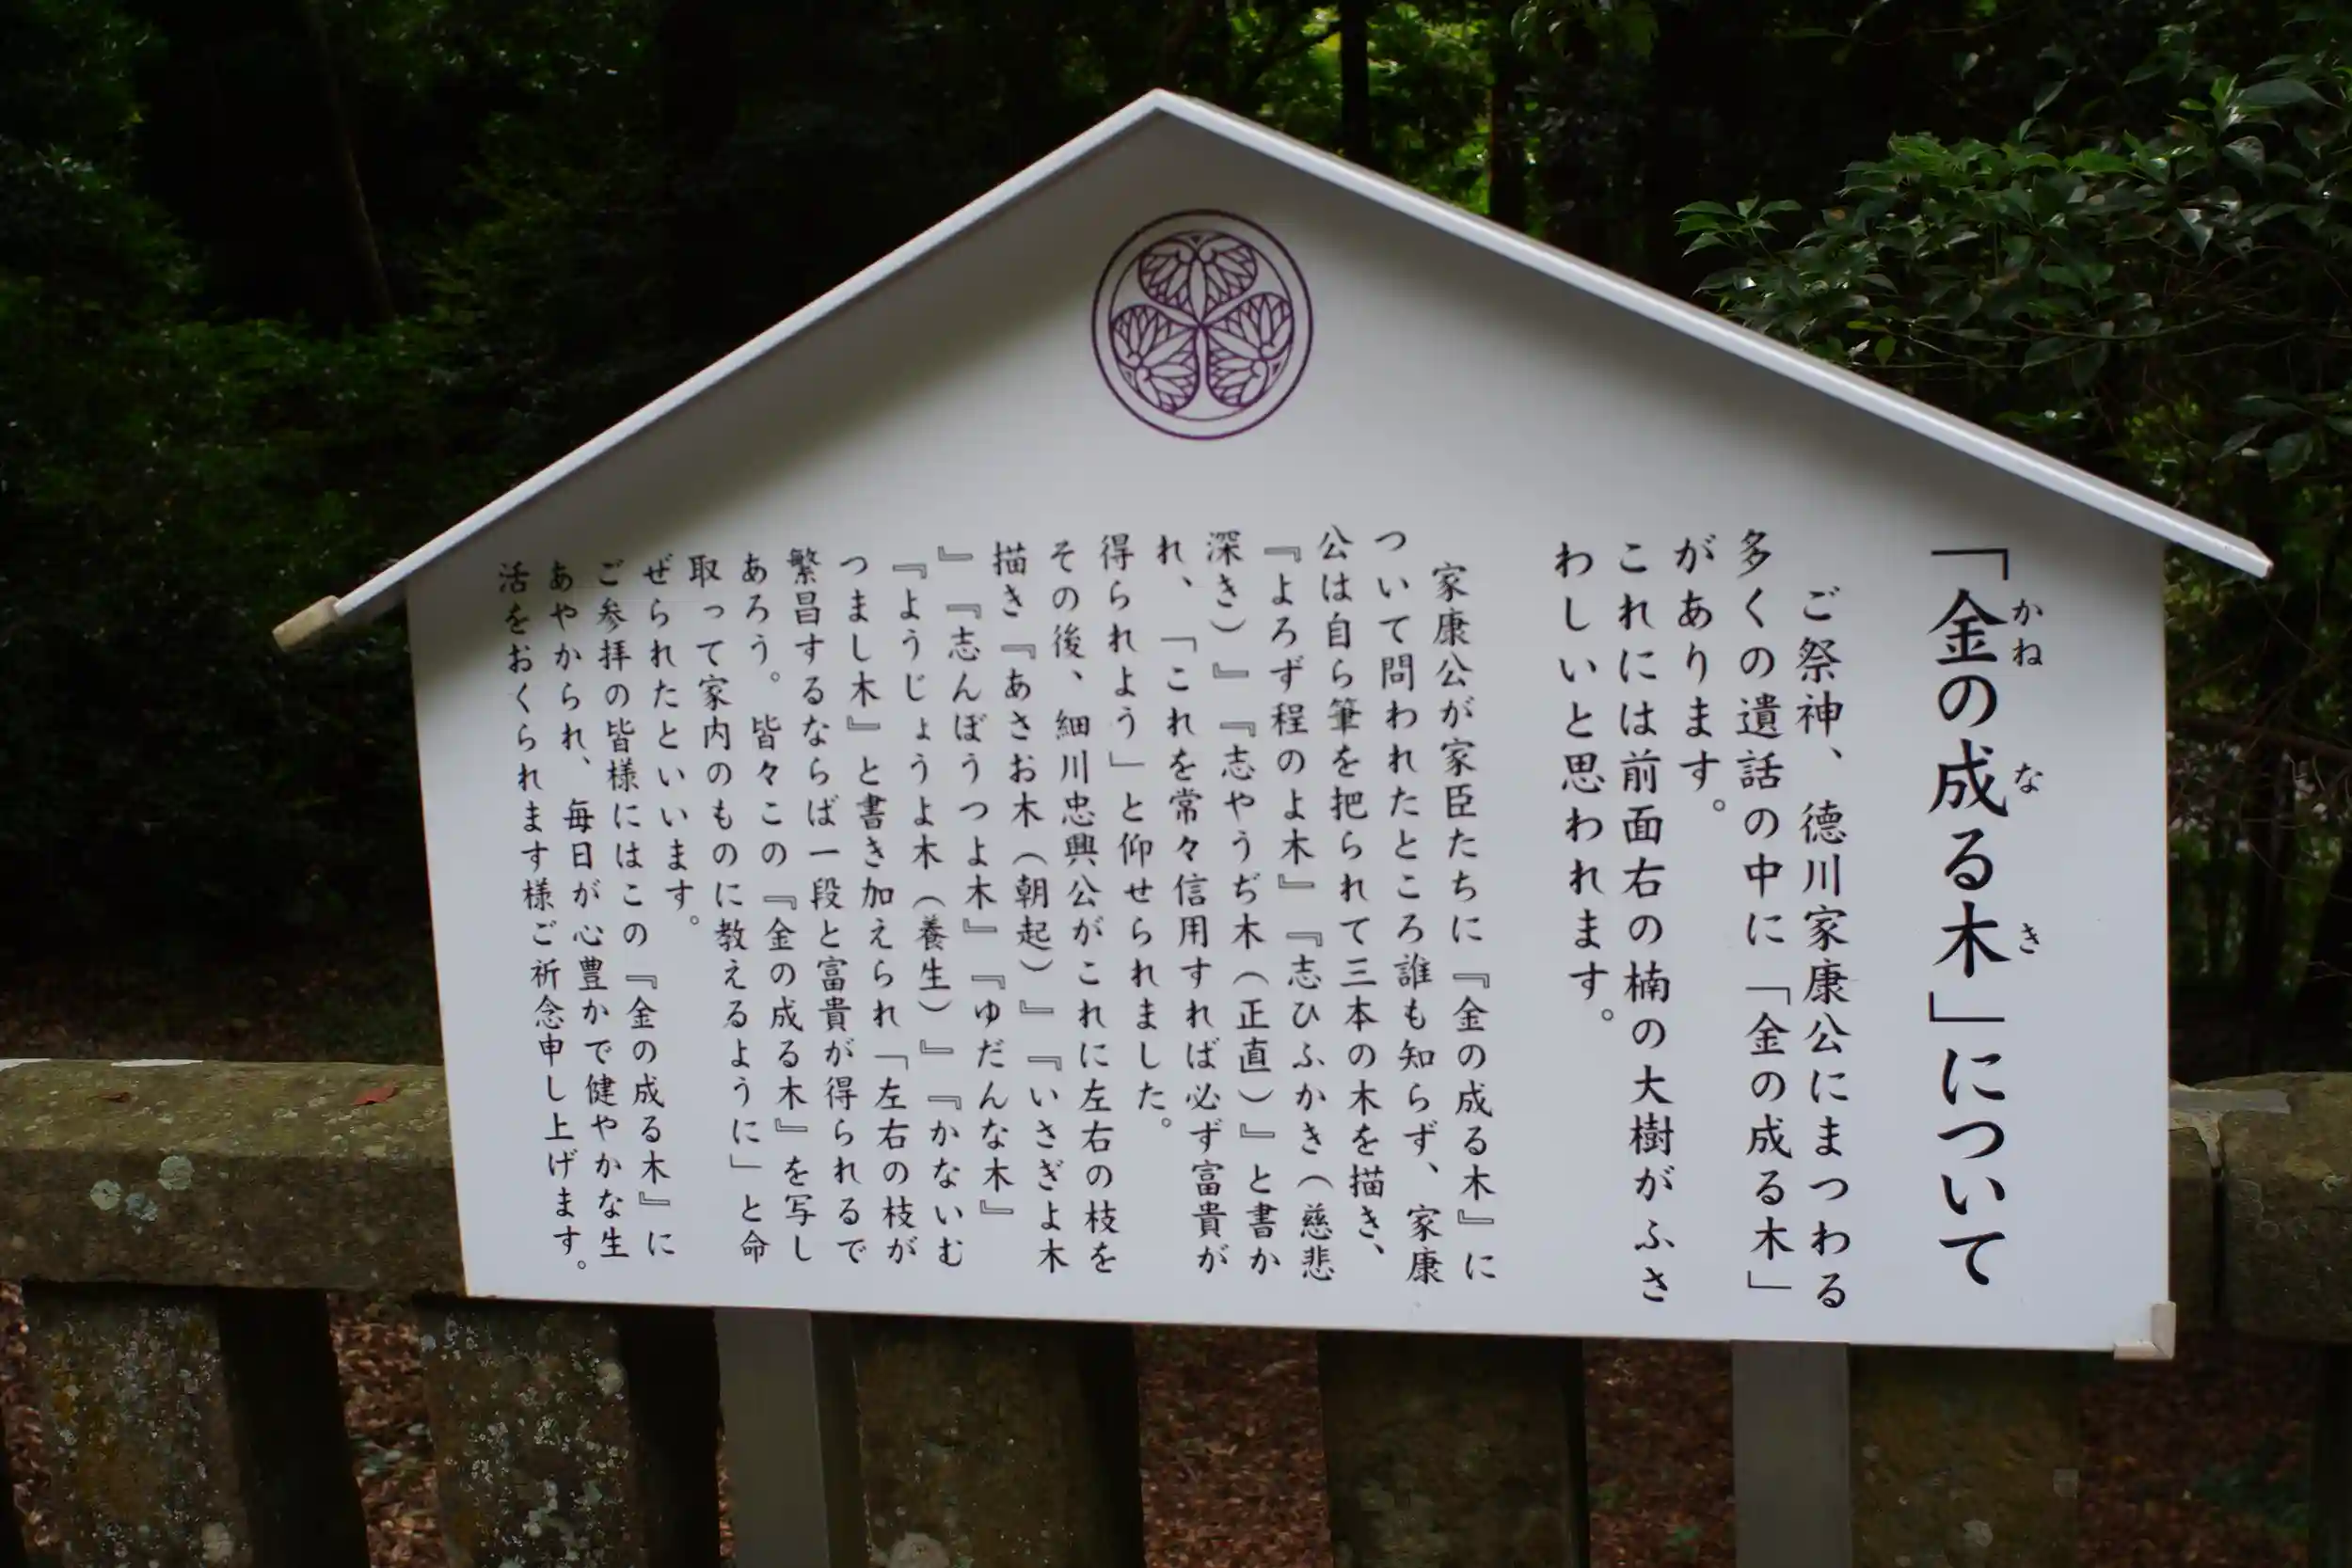 「金の成る木」について
かね な き
ご祭神、徳川家康公にまつわる
多くの遺話の中に「金の成る木」
があります。
これには前面右の楠の大樹がふさ
わしいと思われます。
家康公が家臣たちに『金の成る木』に
ついて問われたところ誰も知らず、家康
公は自ら筆を把られて三本の木を描き、
『よろず程のよ木』『志ひふかき（慈悲
深き）』『志やうぢ木（正直）』と書か
れ、「これを常々信用すれば必ず富貴が
得られよう」と仰せられました。
その後、細川忠興公がこれに左右の枝を
描き『あさお木（朝起）』『いさぎよ木
』『志んぼうつよ木』『ゆだんな木』
『ようじょうよ木（養生）』『かないむ
つまし木』と書き加えられ「左右の枝が
繁昌するならば一段と富貴が得られるで
あろう。皆々この『金の成る木』を写し
取って家内のものに教えるように」と命
ぜられたといいます。
ご参拝の皆様にはこの『金の成る木』に
あやかられ、毎日が心豊かで健やかな生
活をおくられます様ご祈念申し上げます。